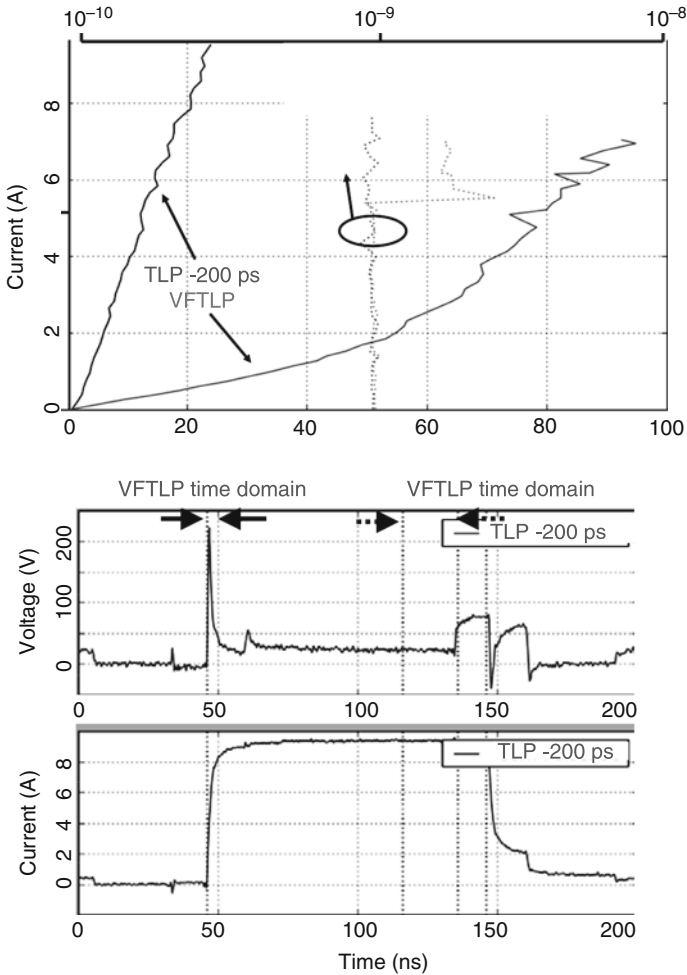 10⁻¹⁰ 10⁻⁹ 10⁻⁸
Current (A)
8
6
4
2
0
TLP -200 ps
VFTLP
0 20 40 60 80 100
VFTLP time domain VFTLP time domain
TLP -200 ps
Voltage (V)
200
100
0
0 50 100 150 200
TLP -200 ps
Current (A)
8
6
4
2
0
0 50 100 150 200
Time (ns)